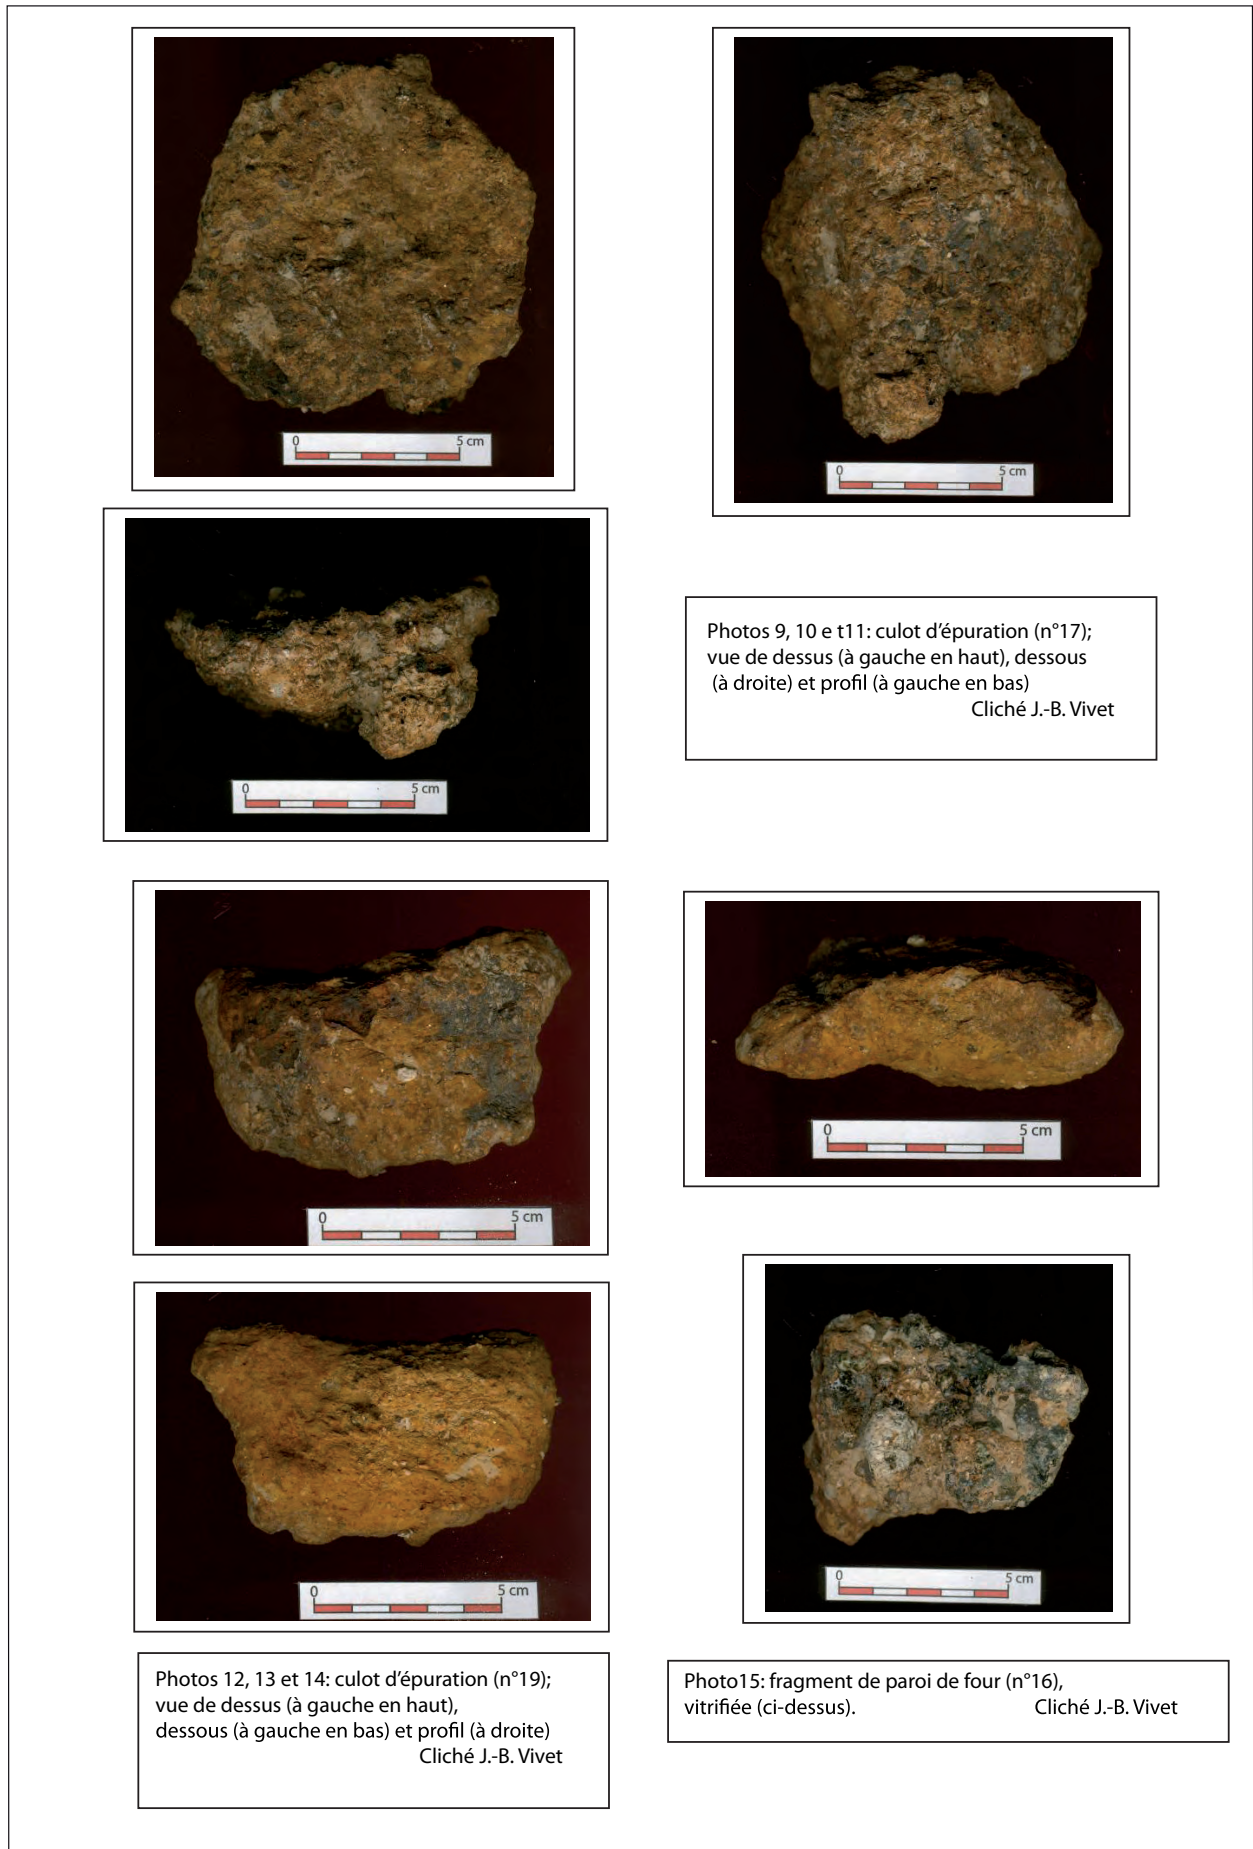 0 5 cm
0 5 cm
0 5 cm
Photos 9, 10 e t11: culot d'épuration (n°17);
vue de dessus (à gauche en haut), dessous
(à droite) et profil (à gauche en bas)
Cliché J.-B. Vivet
0 5 cm
0 5 cm
0 5 cm
0 5 cm
Photos 12, 13 et 14: culot d'épuration (n°19);
vue de dessus (à gauche en haut),
dessous (à gauche en bas) et profil (à droite)
Cliché J.-B. Vivet
Photo15: fragment de paroi de four (n°16),
vitrifiée (ci-dessus). Cliché J.-B. Vivet